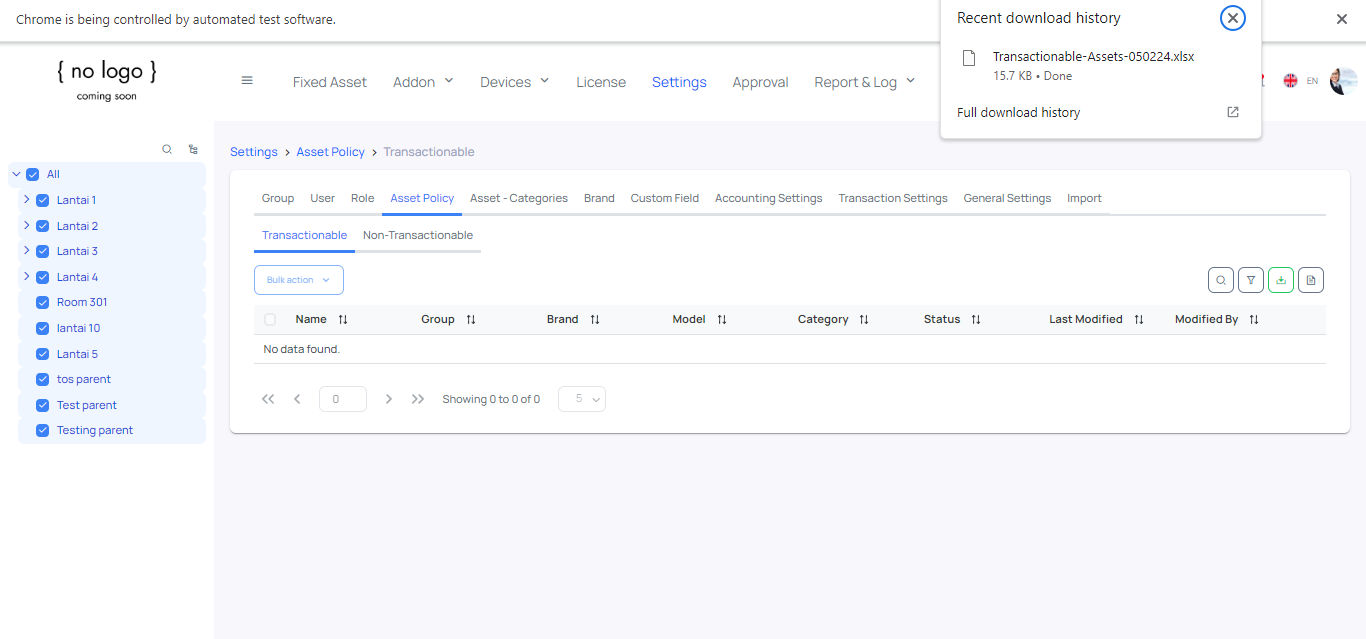 Chrome is being controlled by automated test software.
Recent download history
Transactionable-Assets-050224.xlsx
15.7 KB • Done
Full download history
{ no logo }
coming soon
Fixed Asset
Addon
Devices
License
Settings
Approval
Report & Log
EN
All
Lantai 1
Lantai 2
Lantai 3
Lantai 4
Room 301
lantai 10
Lantai 5
tos parent
Test parent
Testing parent
Settings > Asset Policy > Transactionable
Group User Role Asset Policy Asset - Categories Brand Custom Field Accounting Settings Transaction Settings General Settings Import
Transactionable Non-Transactionable
Bulk action
Name Group Brand Model Category Status Last Modified Modified By
No data found.
0 Showing 0 to 0 of 0 5